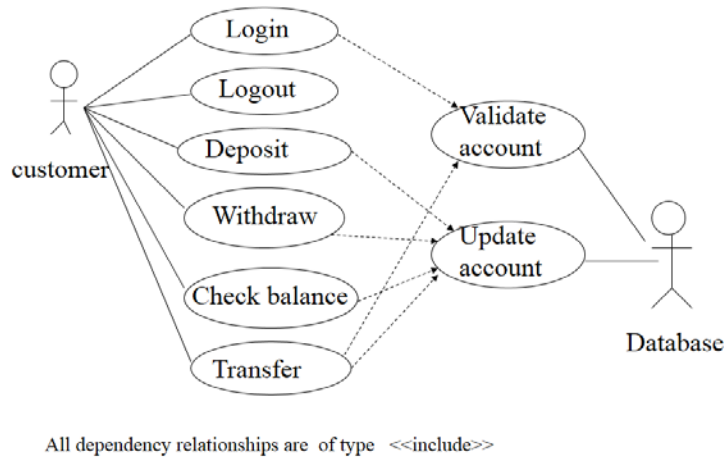 Login
Logout
Deposit
Withdraw
Check balance
Transfer
customer
Validate
account
Update
account
Database
All dependency relationships are of type <<include>>